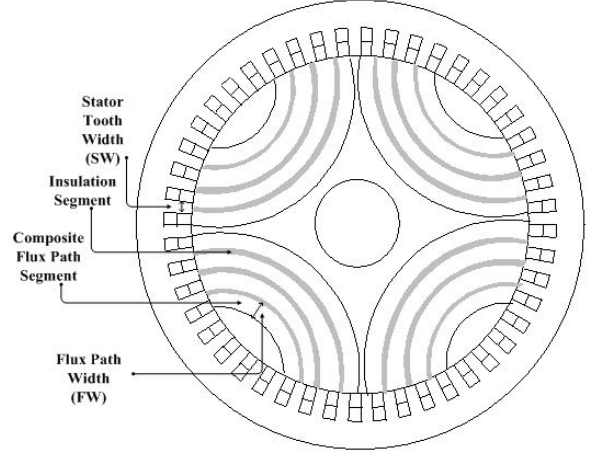 Stator
Tooth
Width
(SW)
Insulation
Segment
Composite
Flux Path
Segment
Flux Path
Width
(FW)